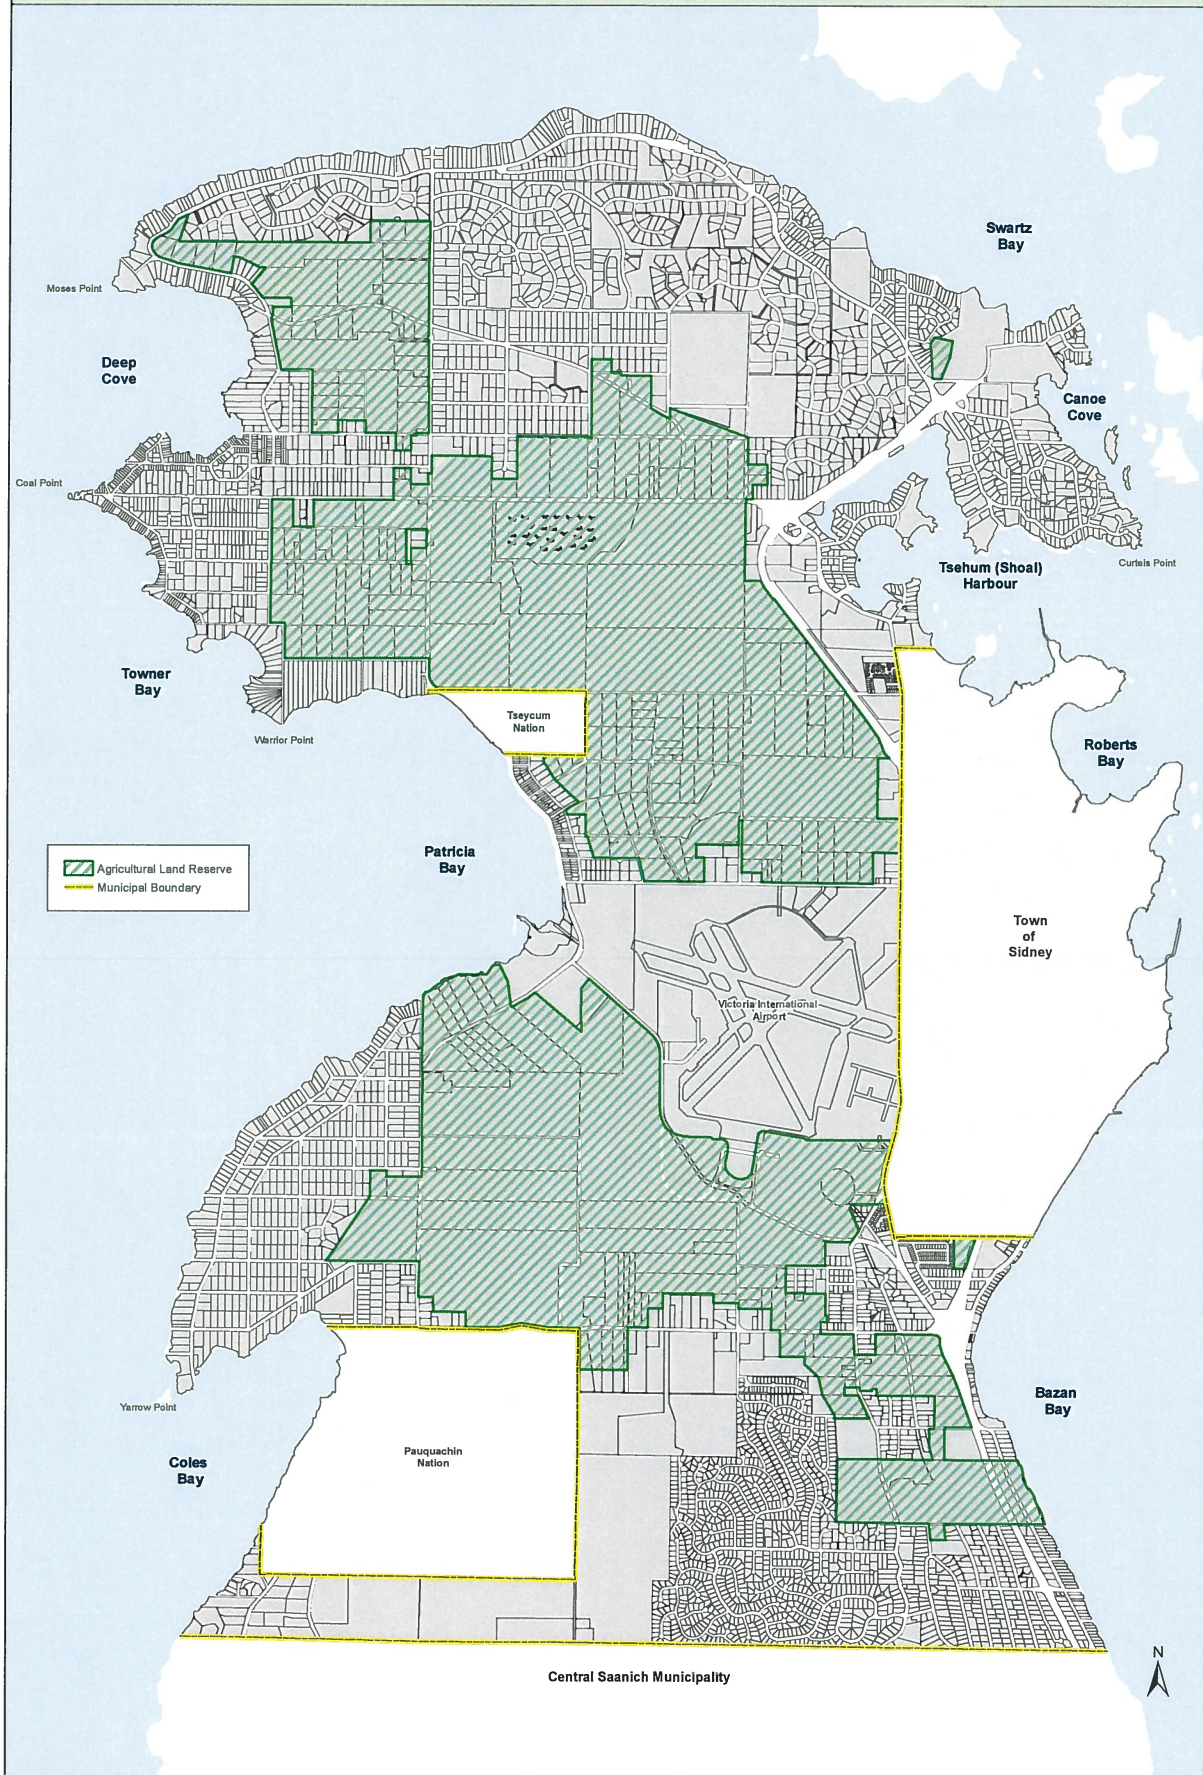 Swartz
Bay
Moses Point
Deep
Cove
Canoe
Cove
Coal Point
Tsehum (Shoal)
Harbour
Curteis Point
Towner
Bay
Tseycum
Nation
Warrior Point
Roberts
Bay
Patricia
Bay
Agricultural Land Reserve
Municipal Boundary
Town
of
Sidney
Victoria International
Airport
Bazan
Bay
Yarrow Point
Coles
Bay
Pauquachin
Nation
N
Central Saanich Municipality